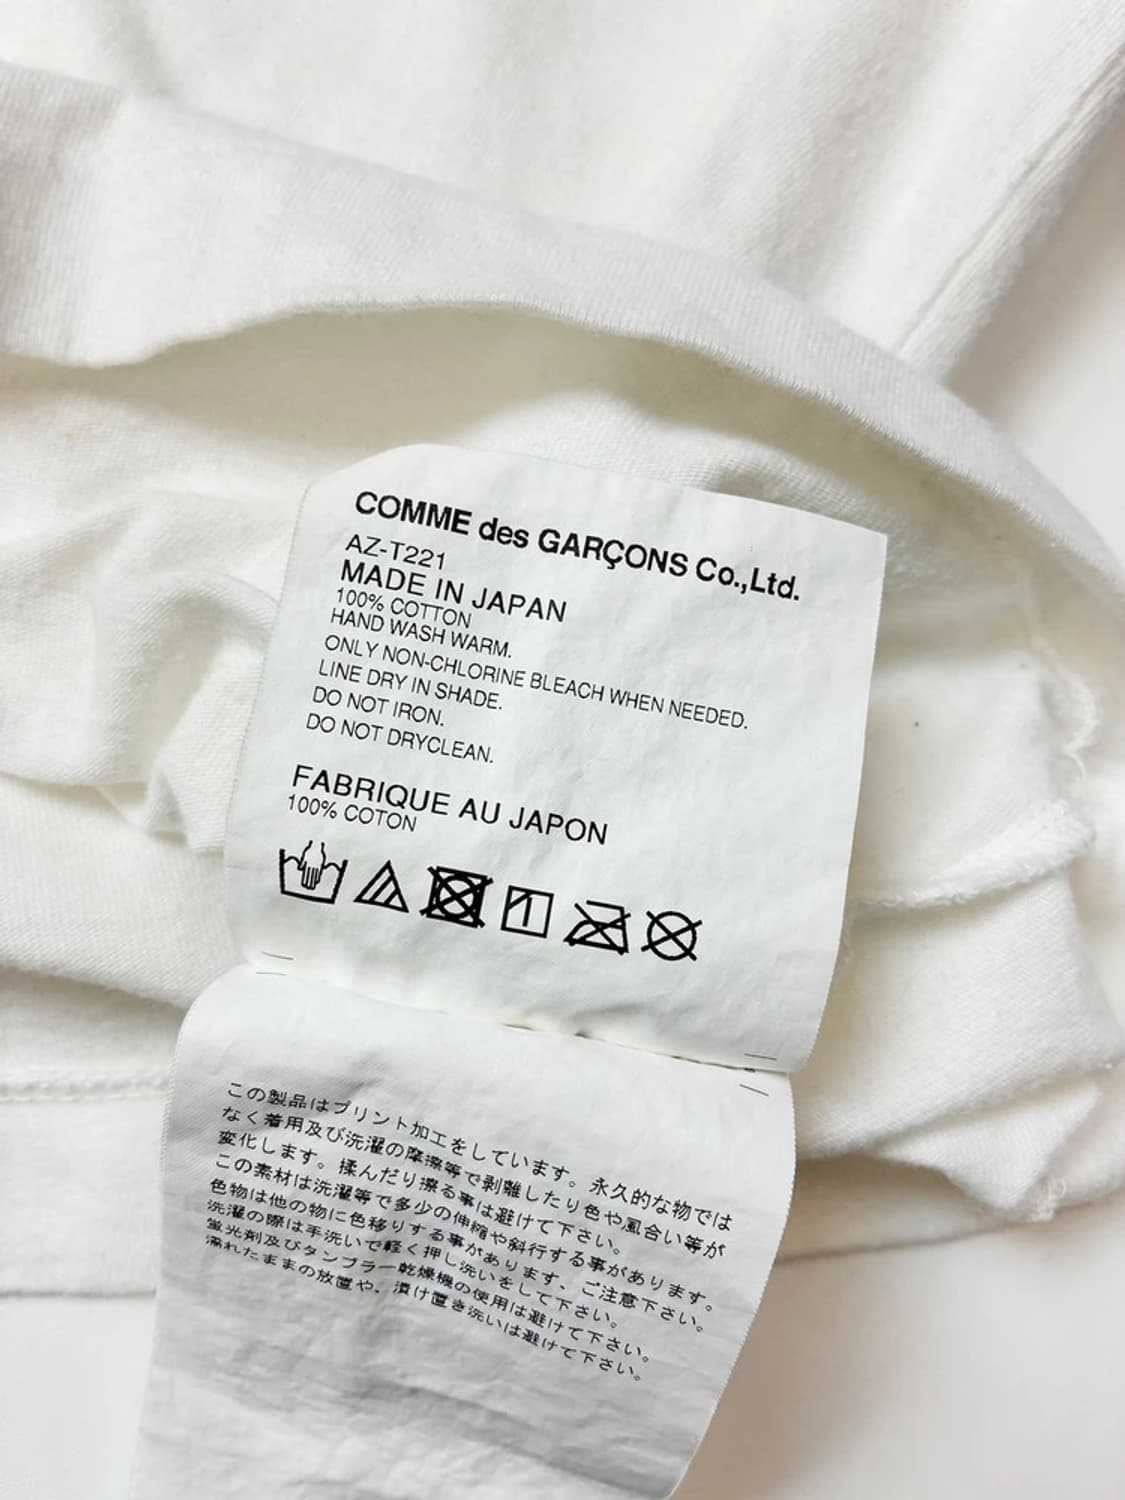 COMME des GARÇONS Co.,Ltd.
AZ-T221
MADE IN JAPAN
100% COTTON
HAND WASH WARM.
ONLY NON-CHLORINE BLEACH WHEN NEEDED.
LINE DRY IN SHADE.
DO NOT IRON.
DO NOT DRYCLEAN.
FABRIQUE AU JAPON
100% COTON
この製品はプリント加工をしています。永久的な物では
なく着用及び洗濯の摩擦等で剥離したり色や風合い等が
変化します。揉んだり擦る事は避けて下さい。
この素材は洗濯等で多少の伸縮や斜行する事があります。
色物は他の物に色移りする事があります、ご注意下さい。
洗濯の際は手洗いで軽く押し洗いをして下さい。
蛍光剤及びタンブラー乾燥機の使用は避けて下さい。
濡れたままの放置や、漬け置き洗いは避けて下さい。